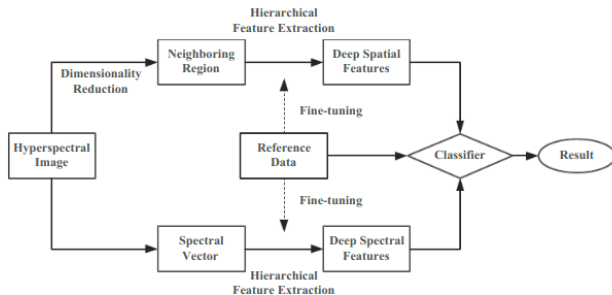 Hierarchical
Feature Extraction
Neighboring
Region
Deep Spatial
Features
Dimensionality
Reduction
Fine-tuning
Hyperspectral
Image
Reference
Data
Classifier
Result
Fine-tuning
Spectral
Vector
Deep Spectral
Features
Hierarchical
Feature Extraction